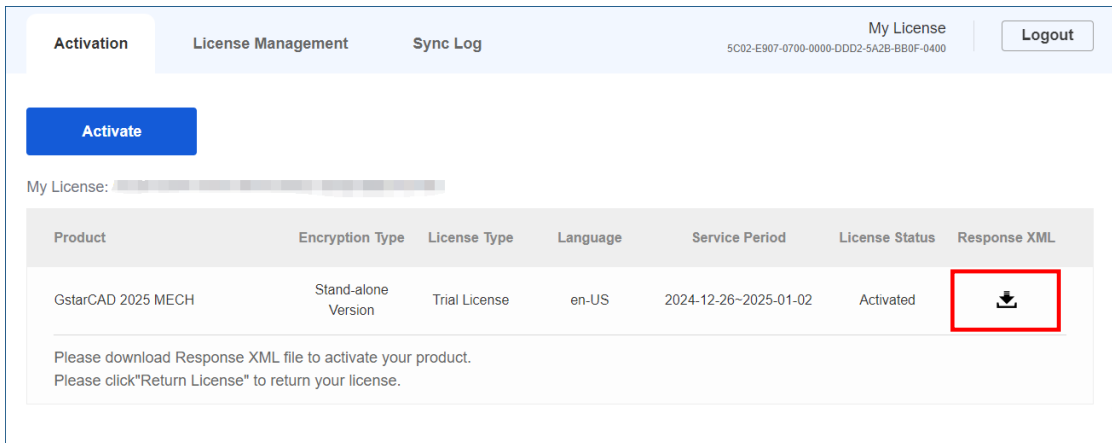 Activation License Management Sync Log My License Logout
5C02-E907-0700-0000-DDD2-5A2B-BB0F-0400
Activate
My License:
Product Encryption Type License Type Language Service Period License Status Response XML
GstarCAD 2025 MECH Stand-alone Version Trial License en-US 2024-12-26~2025-01-02 Activated
Please download Response XML file to activate your product.
Please click"Return License" to return your license.